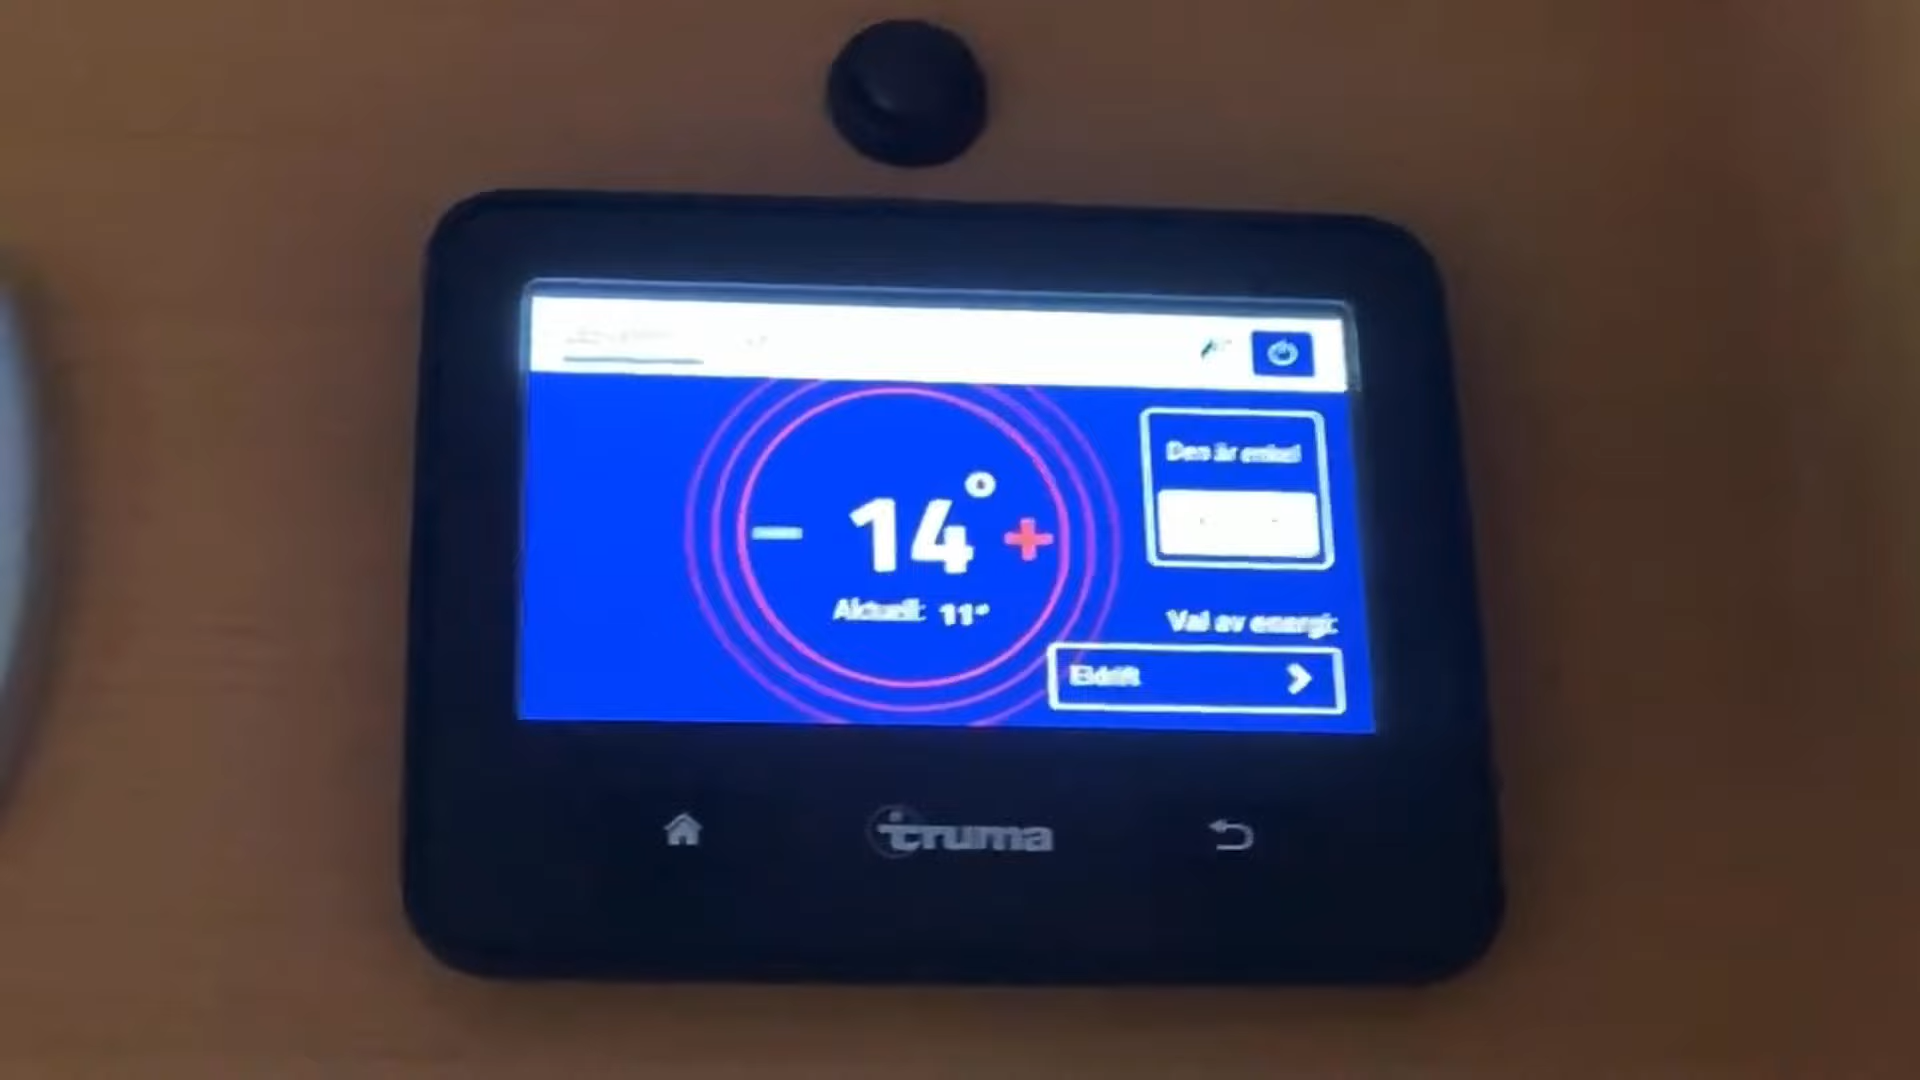 14°
Aktuell: 11°
Den är enkel
Val av energi:
Eldrift
truma